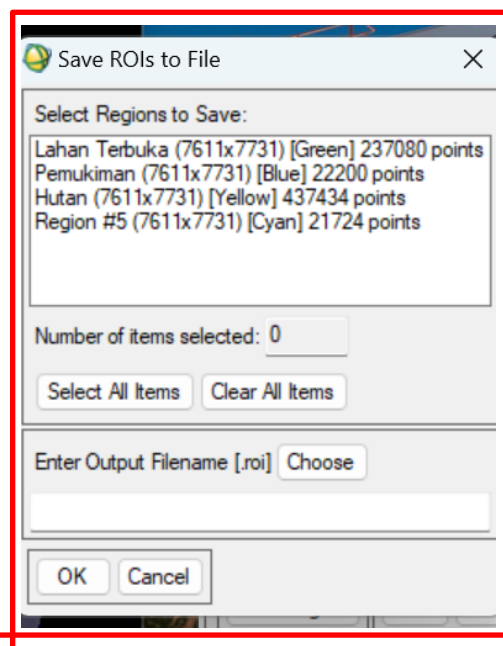 Save ROIs to File
Select Regions to Save:
Lahan Terbuka (7611x7731) [Green] 237080 points
Pemukiman (7611x7731) [Blue] 22200 points
Hutan (7611x7731) [Yellow] 437434 points
Region #5 (7611x7731) [Cyan] 21724 points
Number of items selected: 0
Select All Items Clear All Items
Enter Output Filename [.roi] Choose
OK Cancel